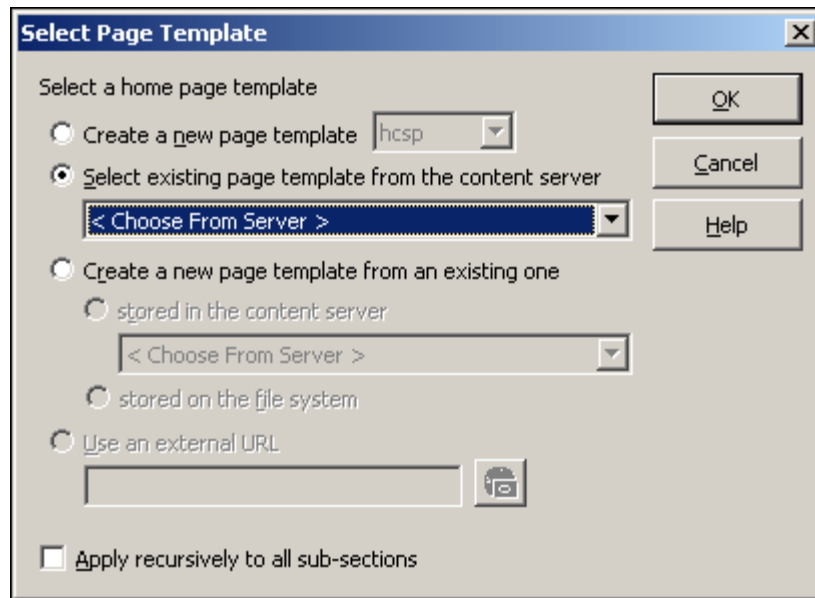 Select Page Template
Select a home page template
Create a new page template hcsp
Select existing page template from the content server
< Choose From Server >
Create a new page template from an existing one
stored in the content server
< Choose From Server >
stored on the file system
Use an external URL
Apply recursively to all sub-sections
OK
Cancel
Help